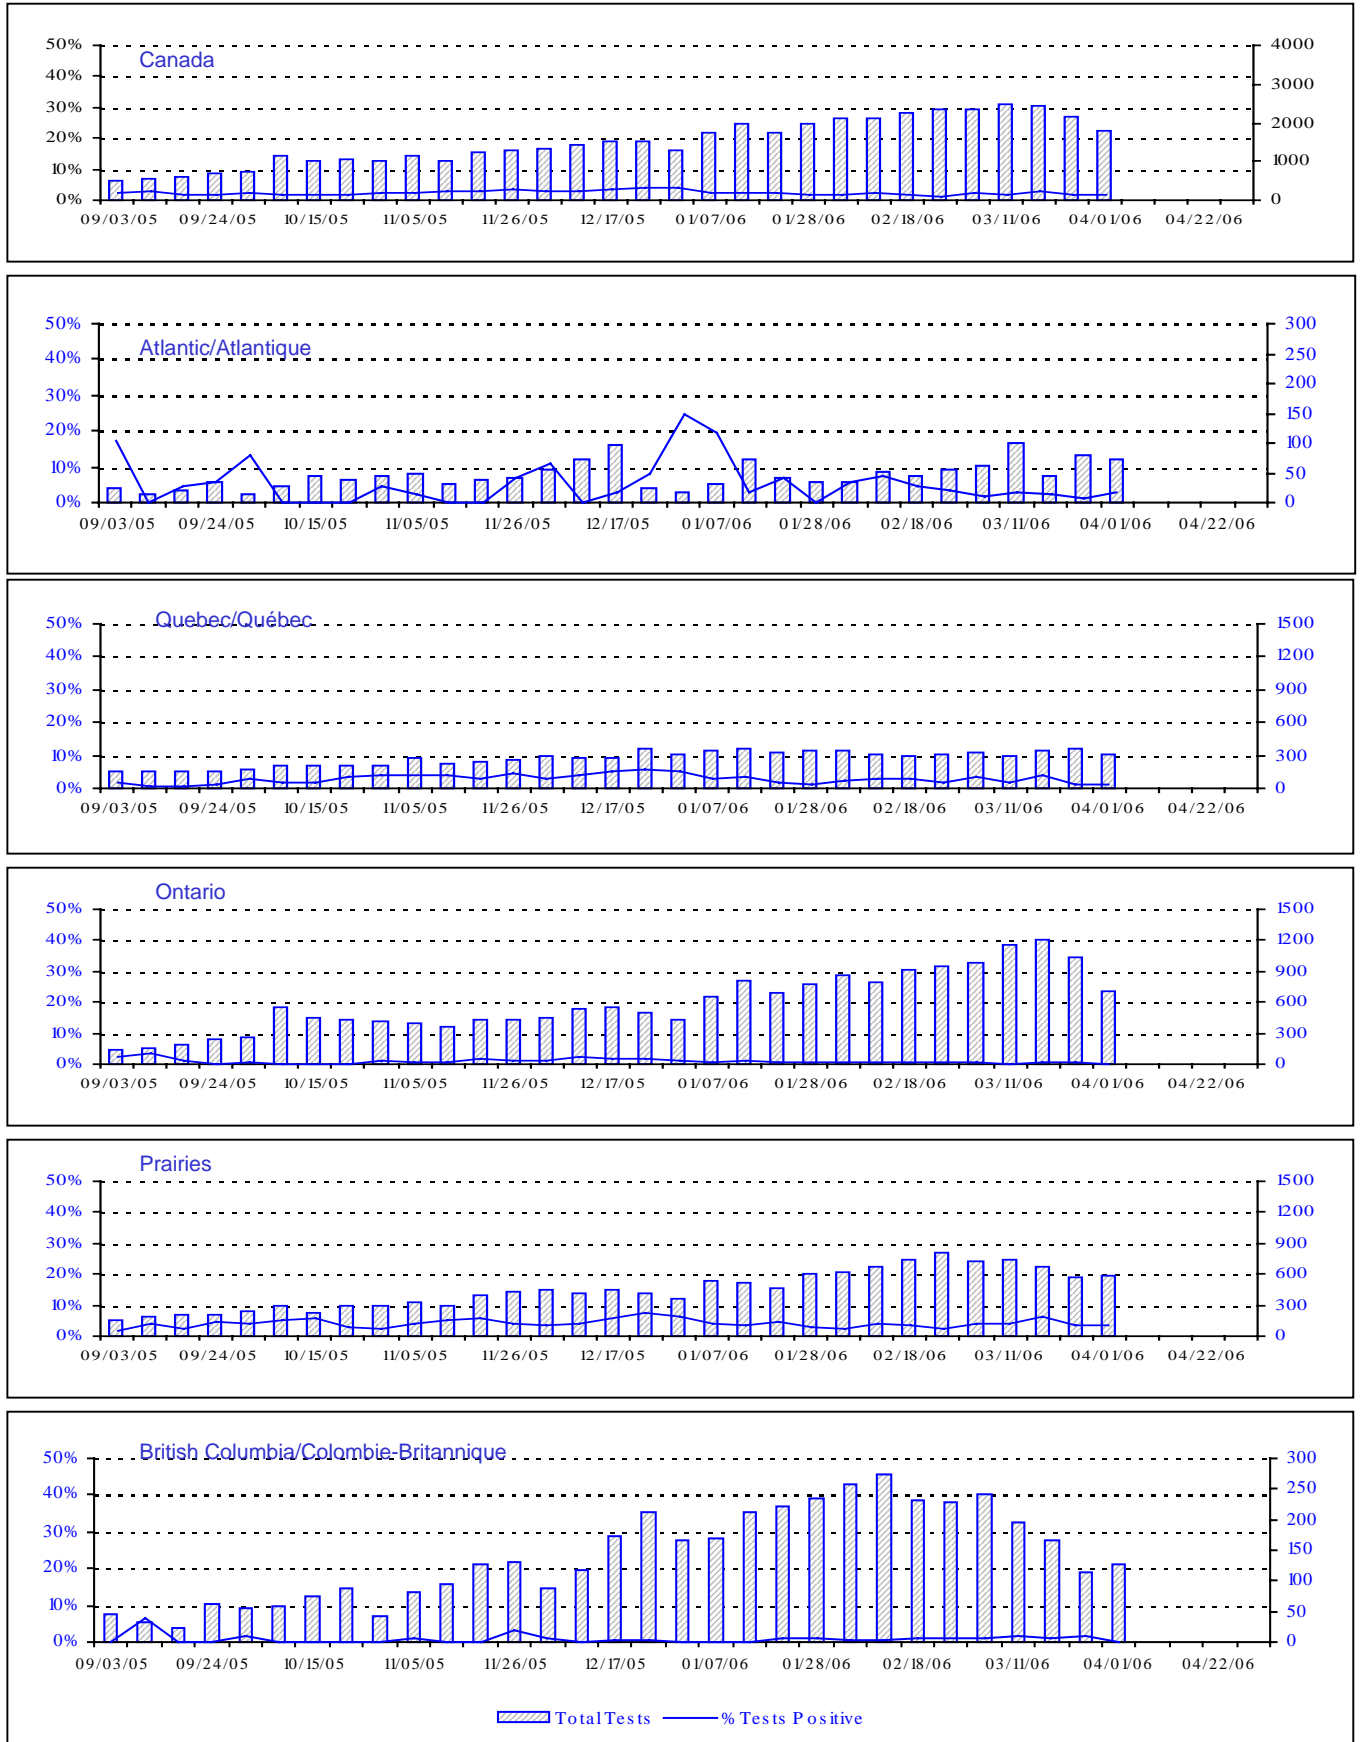 Canada
50% 4000
40% 3000
30%
20% 2000
10% 1000
0% 0
09/03/05 09/24/05 10/15/05 11/05/05 11/26/05 12/17/05 01/07/06 01/28/06 02/18/06 03/11/06 04/01/06 04/22/06
Atlantic/Atlantique
50% 300
40% 250
30% 200
20% 150
10% 100
0% 50
0
09/03/05 09/24/05 10/15/05 11/05/05 11/26/05 12/17/05 01/07/06 01/28/06 02/18/06 03/11/06 04/01/06 04/22/06
Quebec/Québec
50% 1500
40% 1200
30% 900
20% 600
10% 300
0% 0
09/03/05 09/24/05 10/15/05 11/05/05 11/26/05 12/17/05 01/07/06 01/28/06 02/18/06 03/11/06 04/01/06 04/22/06
Ontario
50% 1500
40% 1200
30% 900
20% 600
10% 300
0% 0
09/03/05 09/24/05 10/15/05 11/05/05 11/26/05 12/17/05 01/07/06 01/28/06 02/18/06 03/11/06 04/01/06 04/22/06
Prairies
50% 1500
40% 1200
30% 900
20% 600
10% 300
0% 0
09/03/05 09/24/05 10/15/05 11/05/05 11/26/05 12/17/05 01/07/06 01/28/06 02/18/06 03/11/06 04/01/06 04/22/06
British Columbia/Colombie-Britannique
50% 300
40% 250
30% 200
20% 150
10% 100
0% 50
0
09/03/05 09/24/05 10/15/05 11/05/05 11/26/05 12/17/05 01/07/06 01/28/06 02/18/06 03/11/06 04/01/06 04/22/06
Total Tests % Tests Positive